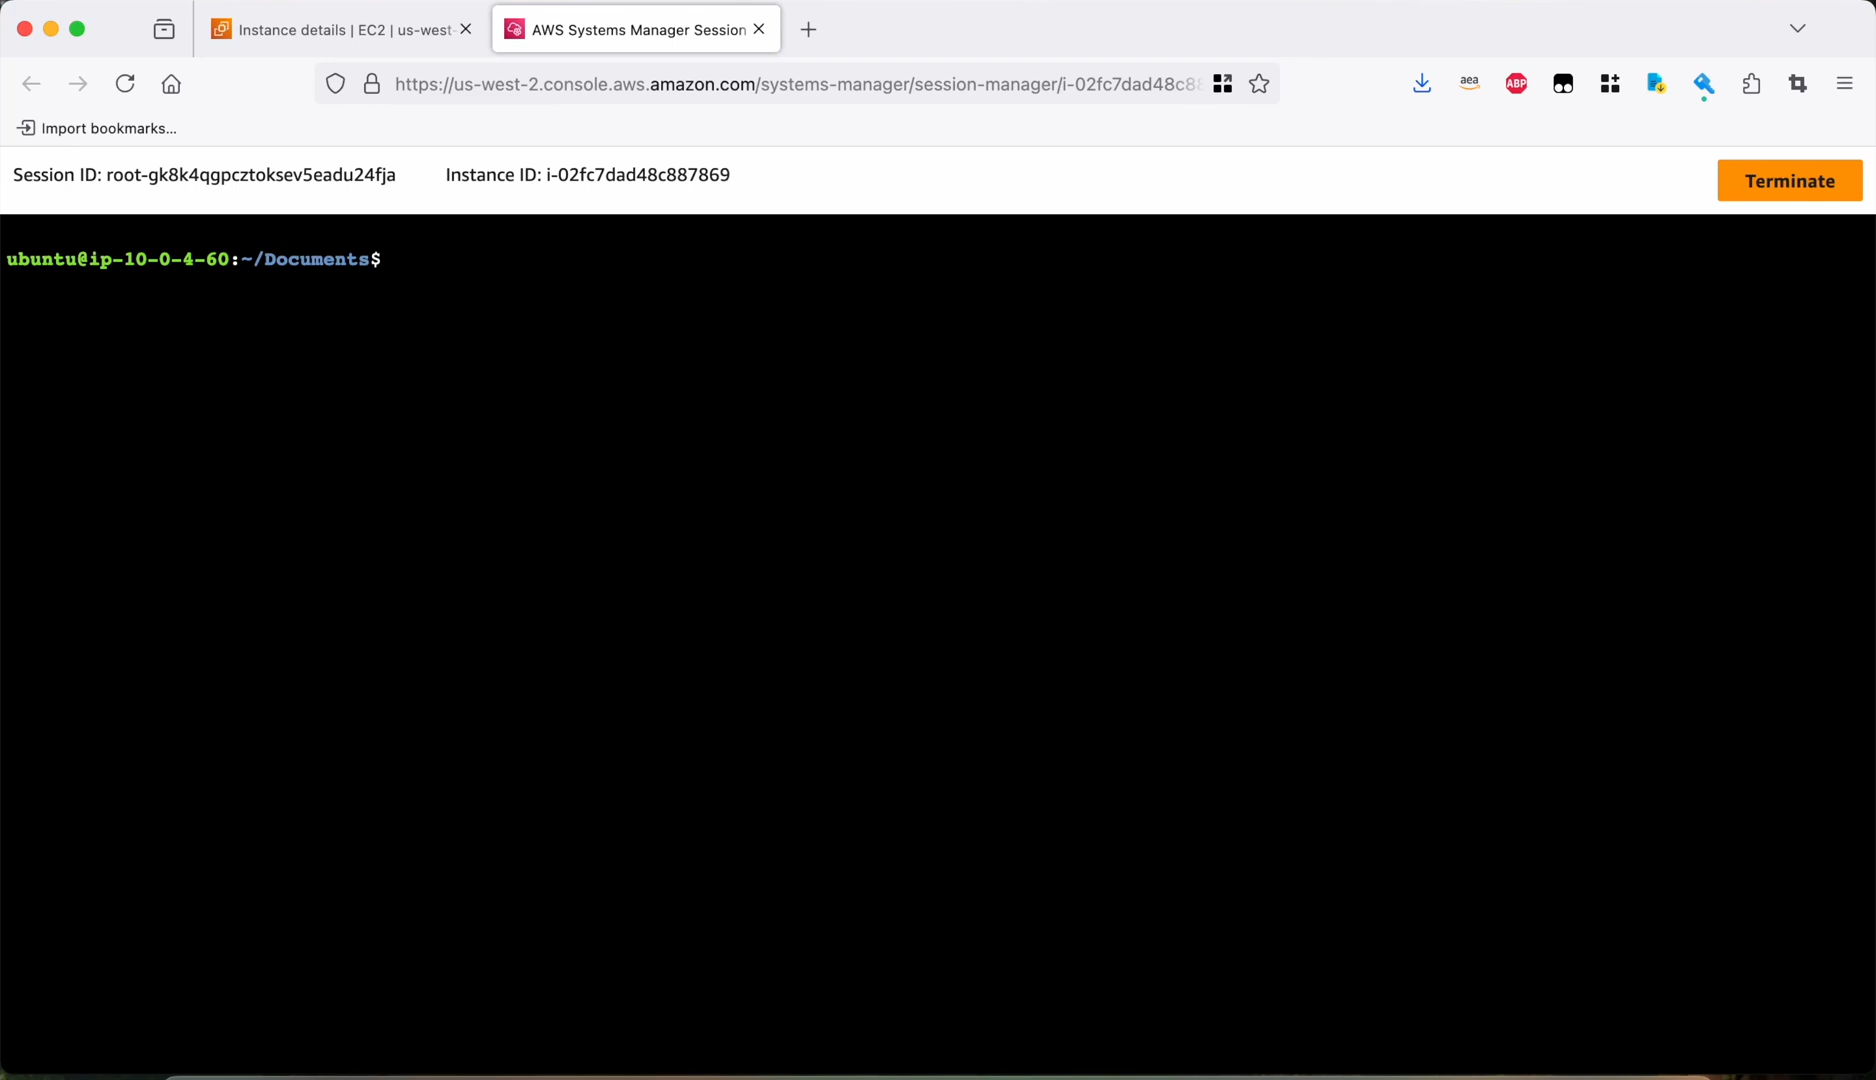 Instance details | EC2 | us-west-
AWS Systems Manager Session
https://us-west-2.console.aws.amazon.com/systems-manager/session-manager/i-02fc7dad48c88
aea
ABP
Import bookmarks...
Session ID: root-gk8k4qgpcztoksev5eadu24fja
Instance ID: i-02fc7dad48c887869
Terminate
ubuntu@ip-10-0-4-60:~/Documents$